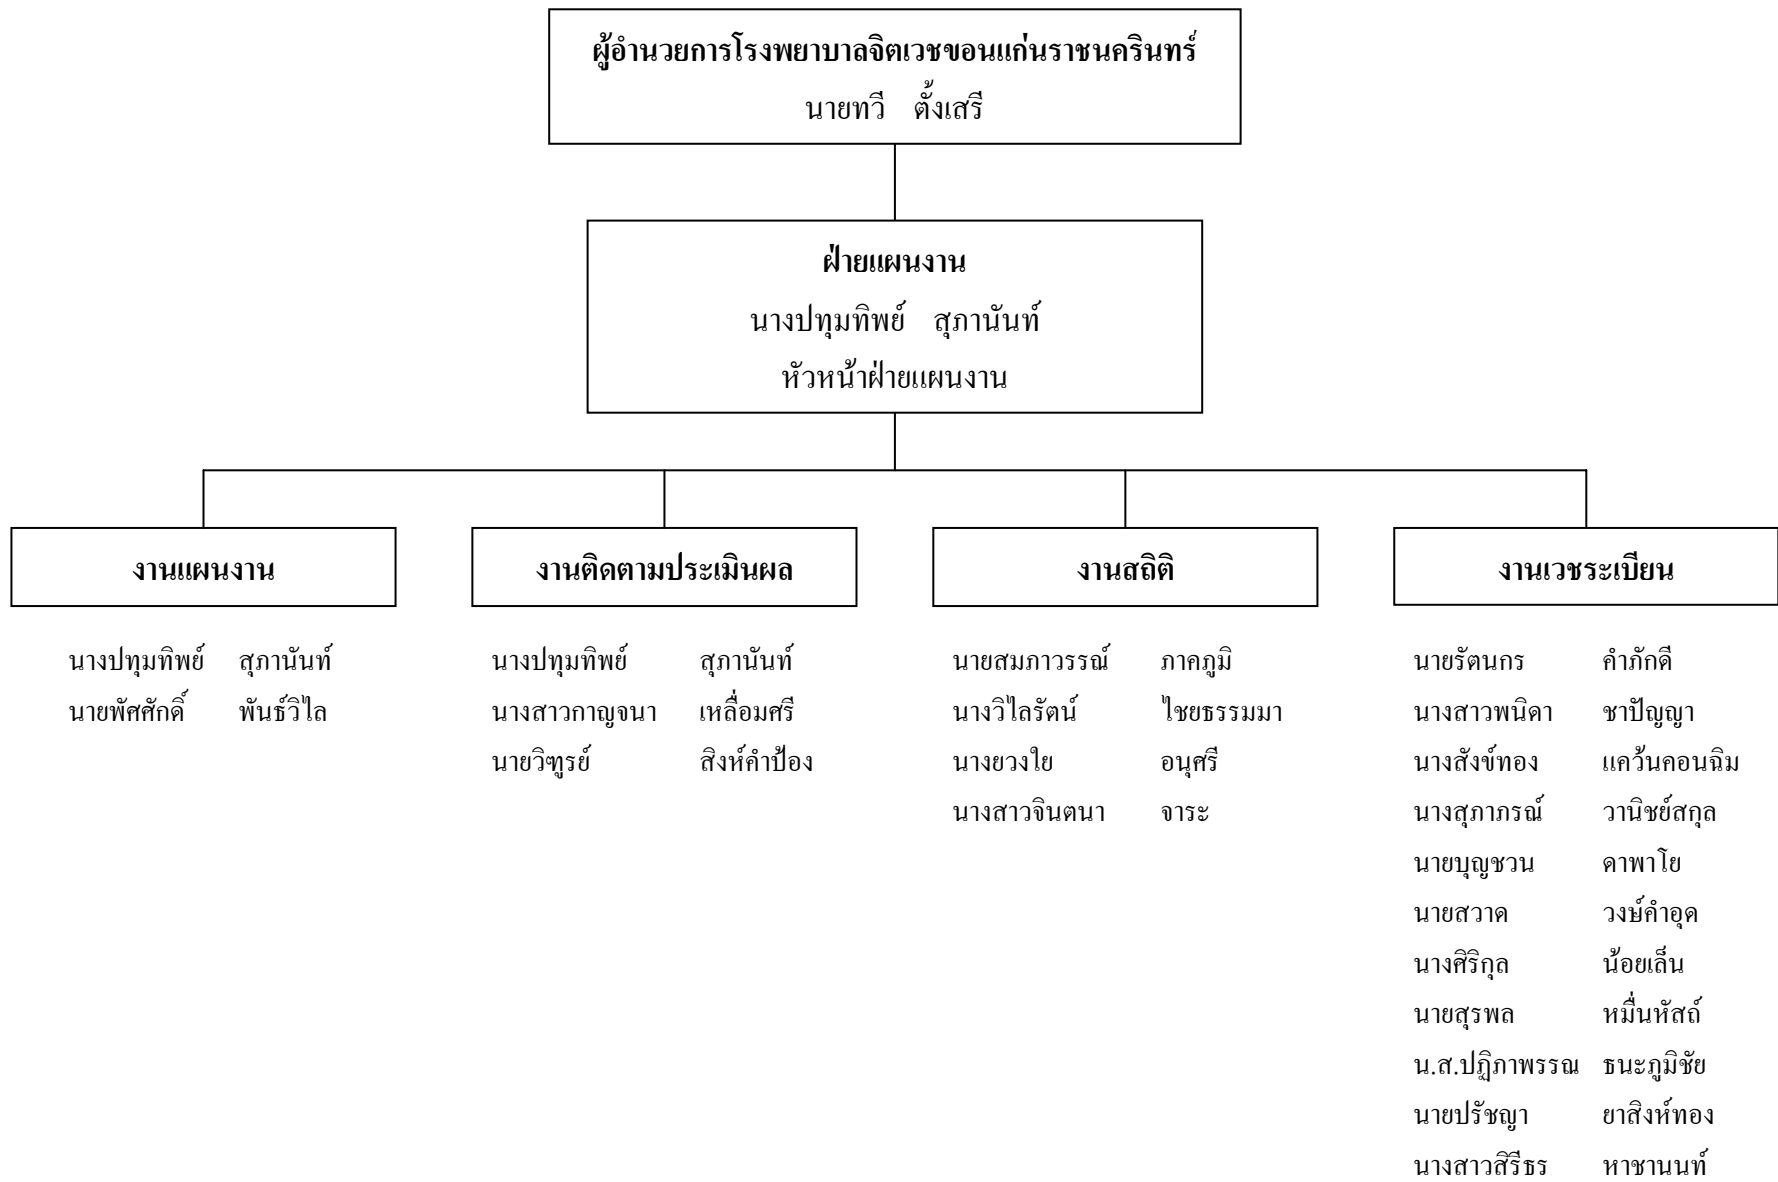 ผู้อำนวยการโรงพยาบาลจิตเวชขอนแก่นราชนครินทร์
นายทวี ตั้งเสรี
ฝ่ายแผนงาน
นางปทุมทิพย์ สุภานันท์
หัวหน้าฝ่ายแผนงาน
งานแผนงาน
นางปทุมทิพย์ สุภานันท์
นายพัศศักดิ์ พันธ์วิไล
งานติดตามประเมินผล
นางปทุมทิพย์ สุภานันท์
นางสาวกาญจนา เหลื่อมศรี
นายวิฑูรย์ สิงห์คำป้อง
งานสถิติ
นายสมภาวรรณ์ ภาคภูมิ
นางวิไลรัตน์ ไชยธรรมมา
นางยวงใย อนุศรี
นางสาวจินตนา จาระ
งานเวชระเบียน
นายรัตนกร คำภักดี
นางสาวพนิดา ชาปัญญา
นางสังข์ทอง แคว้นคอนฉิม
นางสุภาภรณ์ วานิชย์สกุล
นายบุญชวน ดาพาโย
นายสวาด วงษ์คำอุด
นางศิริกุล น้อยเล็น
นายสุรพล หมื่นหัสถ์
น.ส.ปฏิภาพรรณ ธนะภูมิชัย
นายปรัชญา ยาสิงห์ทอง
นางสาวสิรีธร หาชานนท์